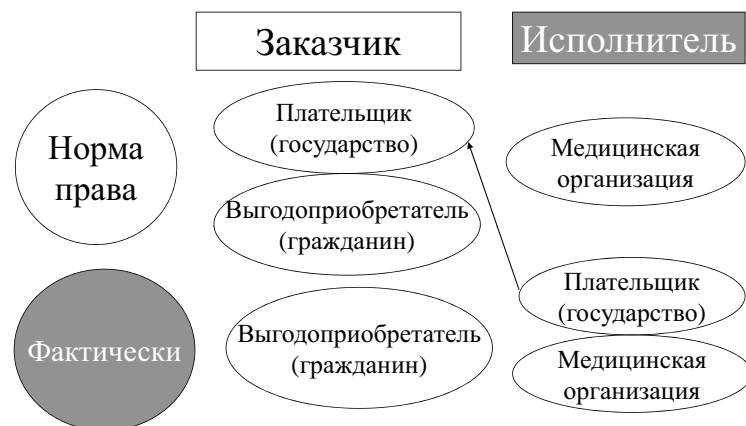 Заказчик
Исполнитель
Норма
права
Плательщик
(государство)
Выгодоприобретатель
(гражданин)
Медицинская
организация
Фактически
Выгодоприобретатель
(гражданин)
Плательщик
(государство)
Медицинская
организация